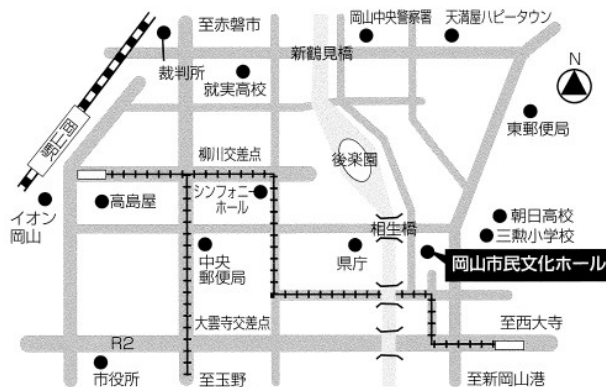 至赤磐市
岡山中央警察署
天満屋ハピータウン
新鶴見橋
裁判所
就実高校
N
東郵便局
岡山駅
柳川交差点
後楽園
高島屋
シンフォニー
ホール
イオン
岡山
朝日高校
三勲小学校
相生橋
中央
郵便局
県庁
岡山市民文化ホール
大雲寺交差点
至西大寺
R2
市役所
至玉野
至新岡山港